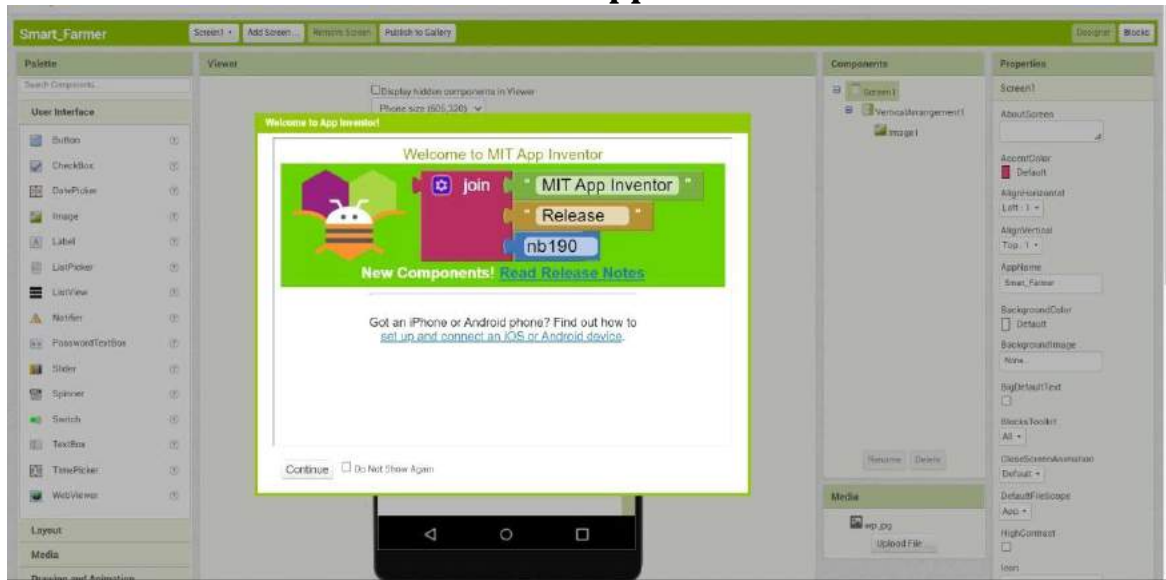 Smart_Farmer
Screen1
Add Screen ...
Remove Screen
Publish to Gallery
Designer
Blocks
Palette
Viewer
Components
Properties
Search Components...
User Interface
Button
CheckBox
DatePicker
Image
Label
ListPicker
ListView
Notifier
PasswordTextBox
Slider
Spinner
Switch
TextBox
TimePicker
WebViewer
Layout
Media
Drawing and Animation
Display hidden components in Viewer
Phone size (505,320)
Welcome to App Inventor!
Welcome to MIT App Inventor
join " MIT App Inventor "
" Release "
nb190
New Components! Read Release Notes
Got an iPhone or Android phone? Find out how to
set up and connect an iOS or Android device.
Continue
Do Not Show Again
Screen1
VerticalArrangement1
Image1
Rename
Delete
Media
wp.jpg
Upload File ...
Screen1
AboutScreen
AccentColor
Default
AlignHorizontal
Left : 1
AlignVertical
Top : 1
AppName
Smart_Farmer
BackgroundColor
Default
BackgroundImage
None...
BigDefaultText
BlocksToolkit
All
CloseScreenAnimation
Default
DefaultFileScope
App
HighContrast
Icon